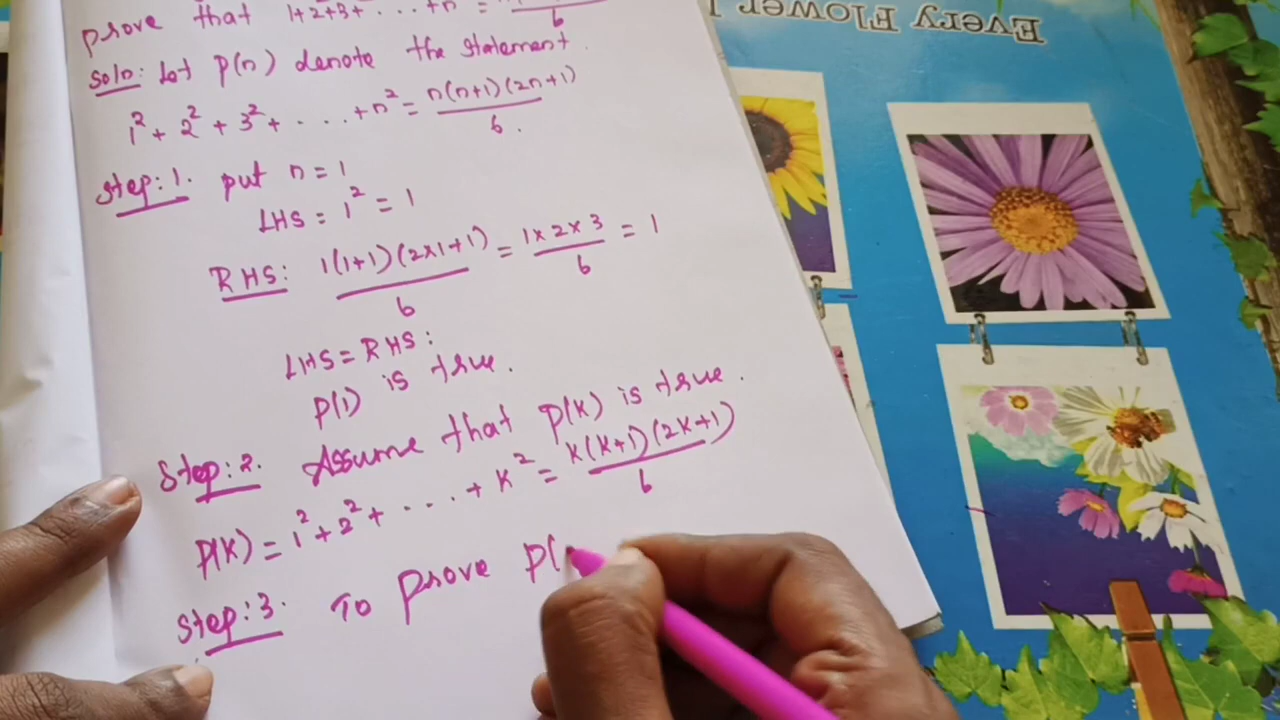 prove that 1+2+3+ . . . +n =
6
Soln: Let P(n) denote the statement.
1² + 2² + 3² + . . . . + n² = n(n+1)(2n+1)
6.
Step:1. put n = 1
LHS = 1² = 1
RHS: 1(1+1)(2x1+1) = 1x2x3 = 1
6 6
LHS = RHS:
P(1) is true.
Step:2. Assume that P(K) is true.
P(K) = 1² + 2² + . . . . + K² = K(K+1)(2K+1)
6
Step:3. To prove P(
Every Flower